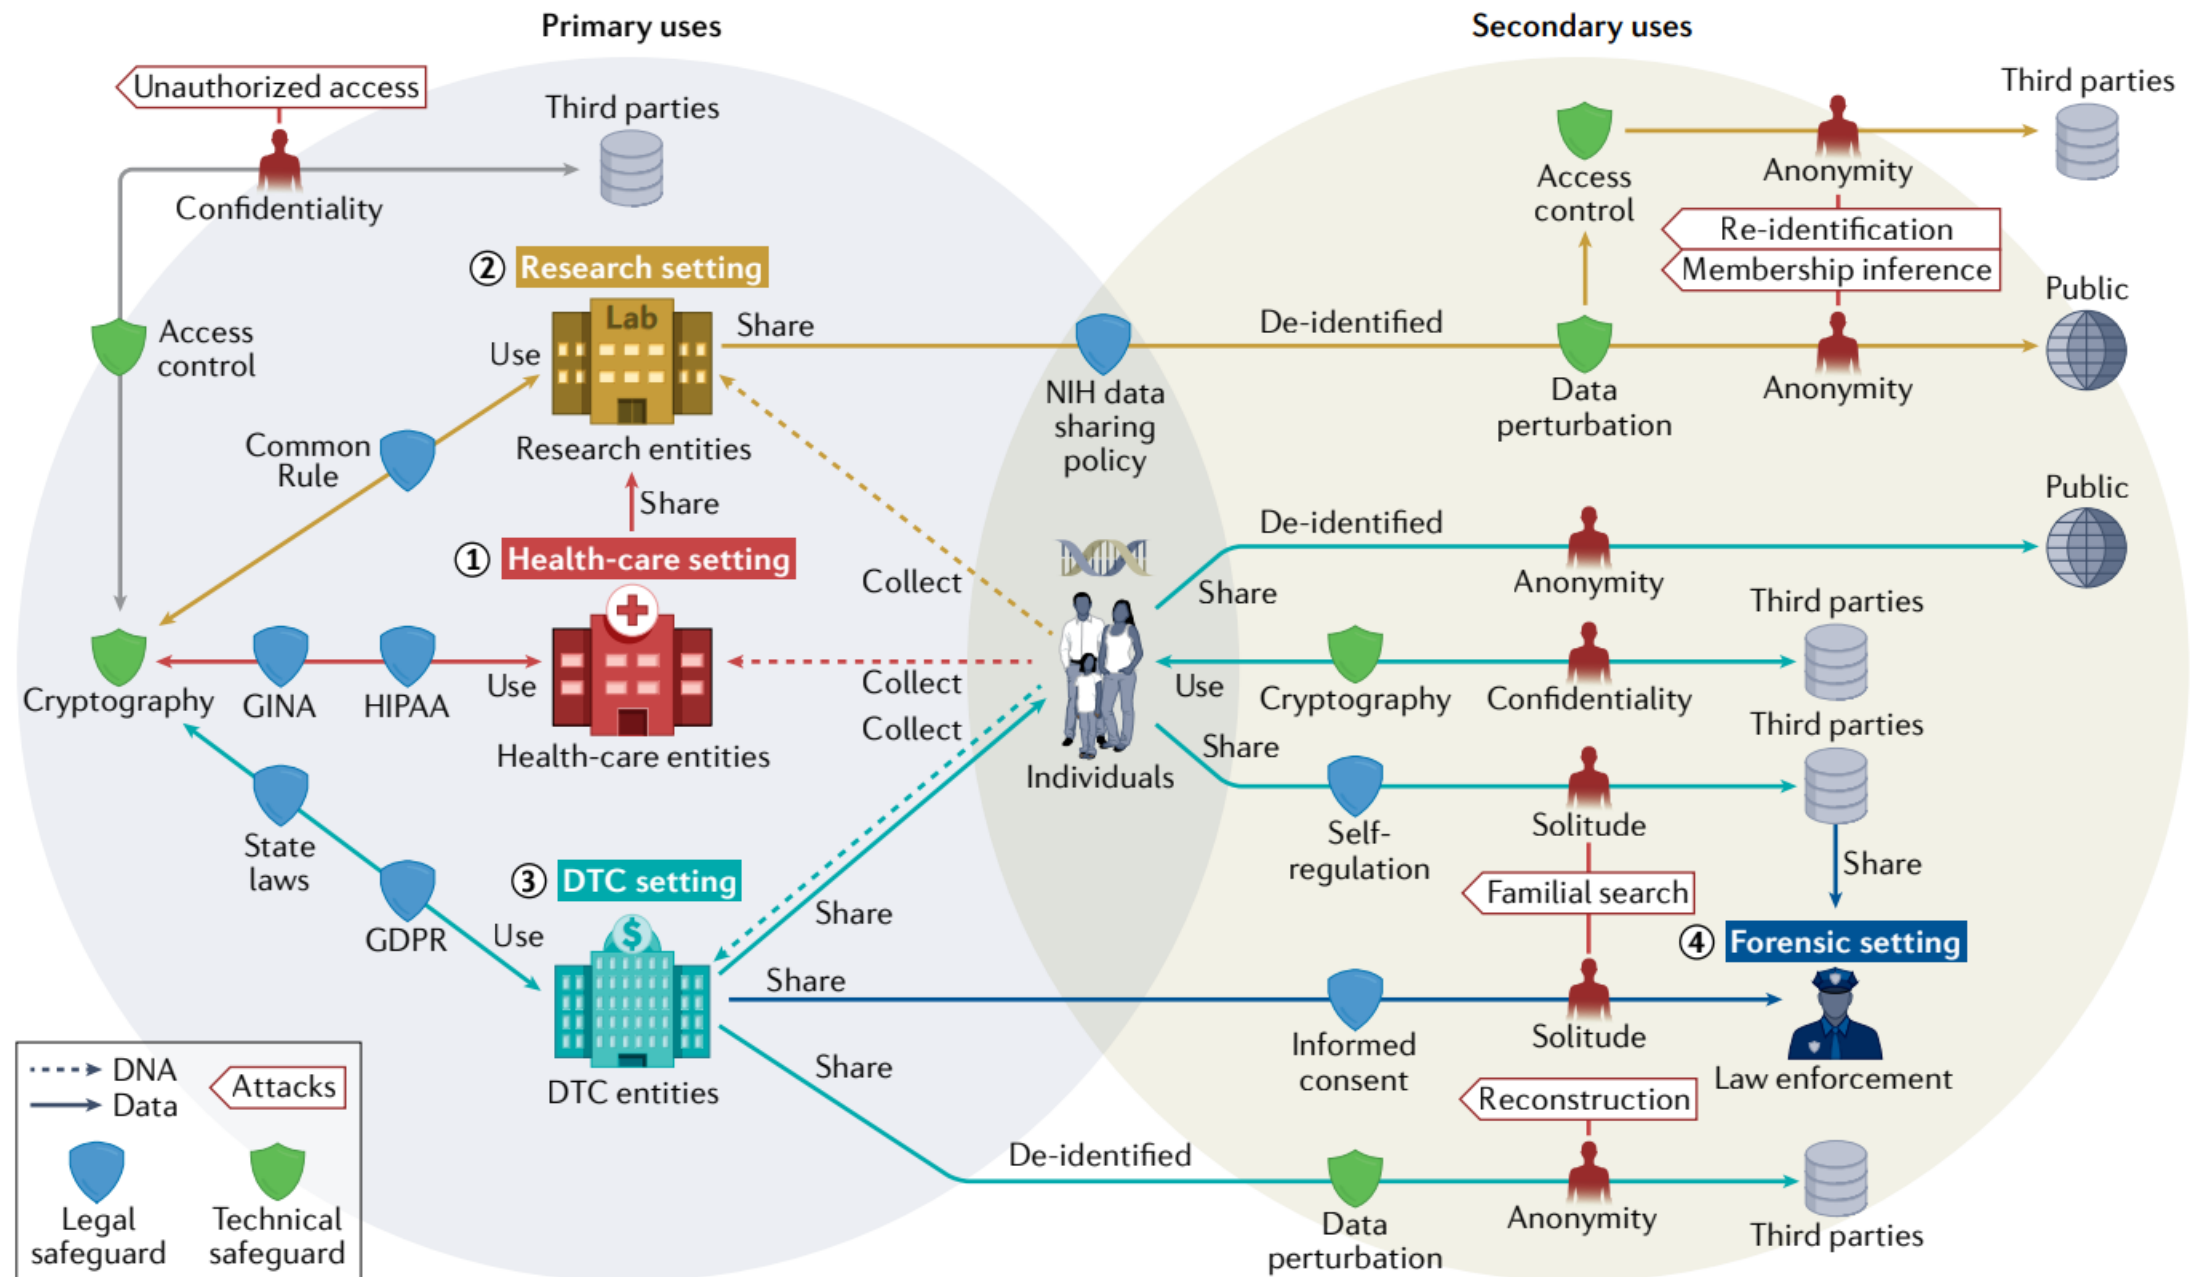 Primary uses
Secondary uses
Unauthorized access
Third parties
Confidentiality
Access
control
② Research setting
Lab
Use
Share
Research entities
Common
Rule
Share
① Health-care setting
Collect
Cryptography
GINA
HIPAA
Use
Health-care entities
Collect
Collect
State
laws
GDPR
Use
③ DTC setting
$
DTC entities
Share
Share
Share
NIH data
sharing
policy
Individuals
De-identified
Data
perturbation
Access
control
Anonymity
Third parties
Re-identification
Membership inference
Anonymity
Public
Share
De-identified
Anonymity
Public
Use
Cryptography
Confidentiality
Third parties
Share
Self-
regulation
Solitude
Third parties
Share
Familial search
④ Forensic setting
Informed
consent
Solitude
Law enforcement
Reconstruction
De-identified
Data
perturbation
Anonymity
Third parties
DNA
Data
Attacks
Legal
safeguard
Technical
safeguard